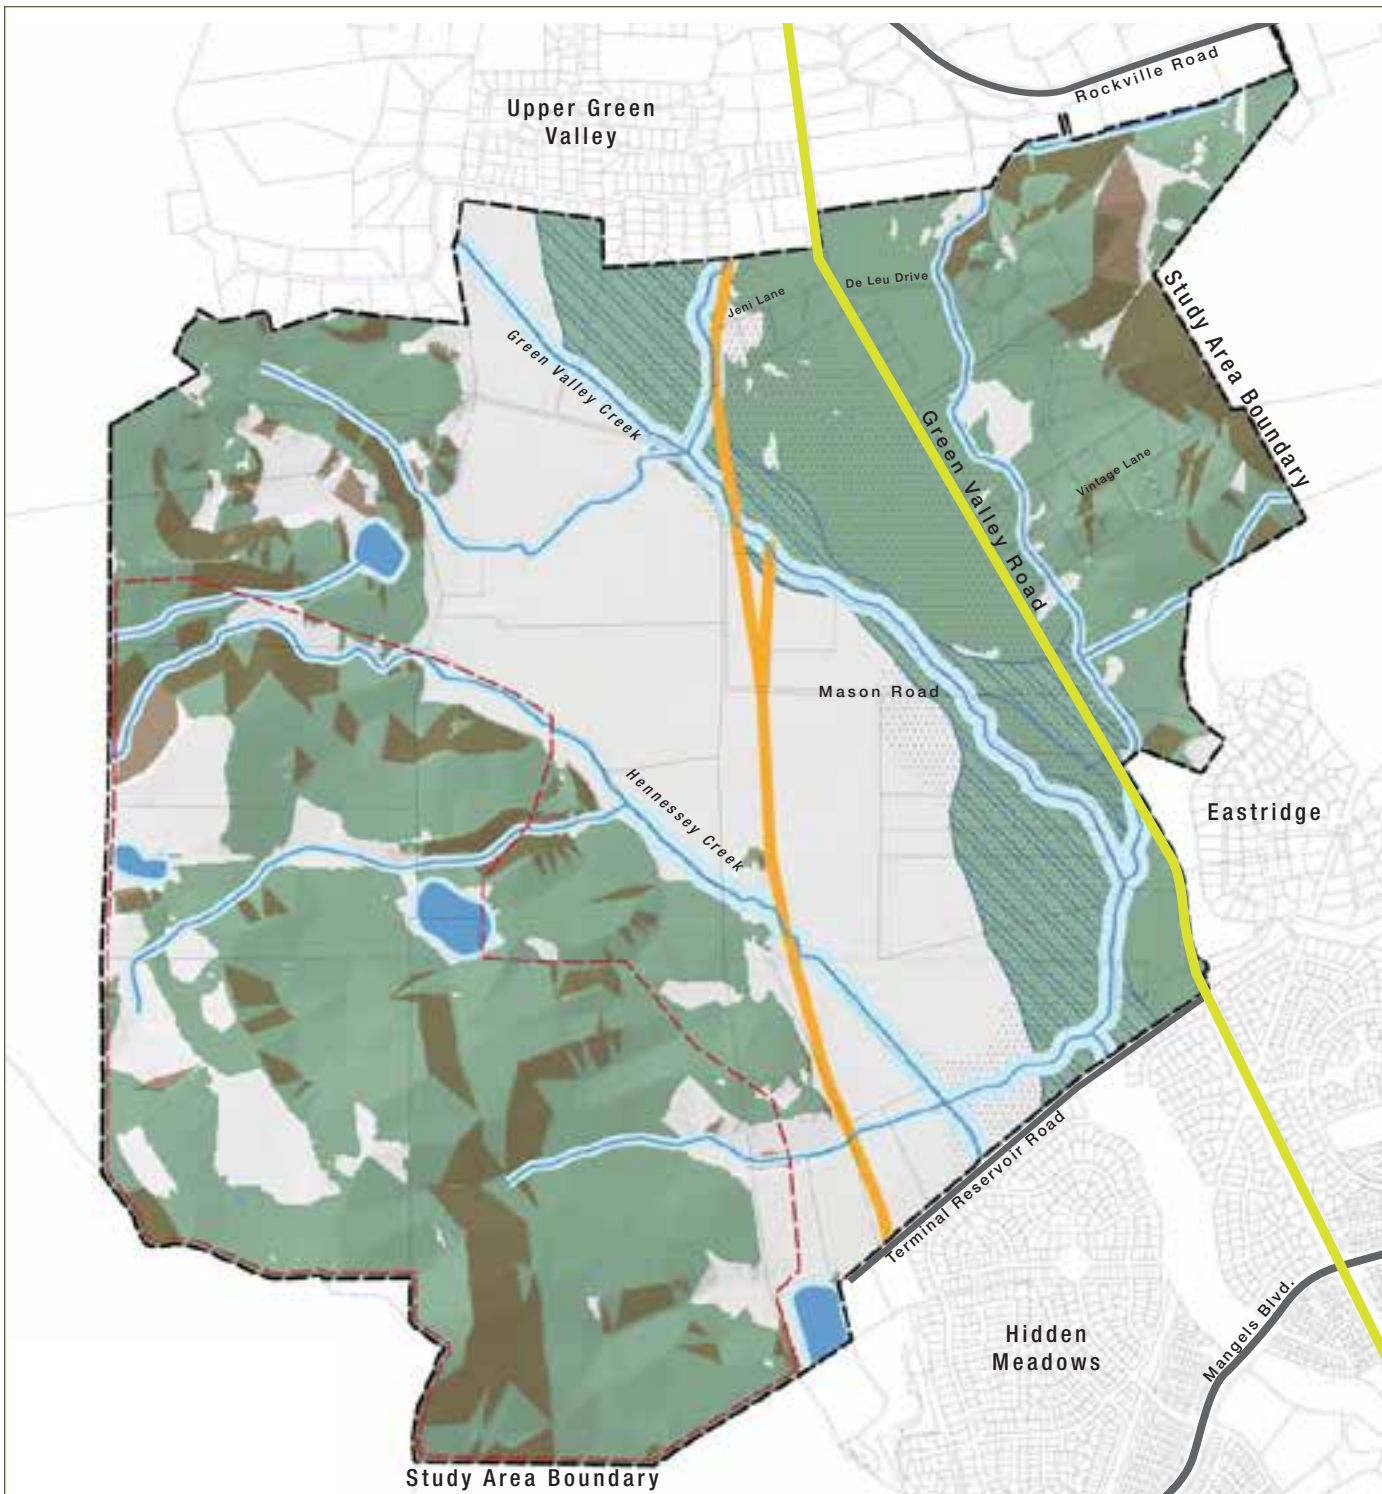 Rockville Road
Upper Green
Valley
De Leu Drive
Jeni Lane
Study Area Boundary
Green Valley Creek
Green Valley Road
Vintage Lane
Mason Road
Hennessey Creek
Eastridge
Terminal Reservoir Road
Mangels Blvd.
Hidden
Meadows
Study Area Boundary